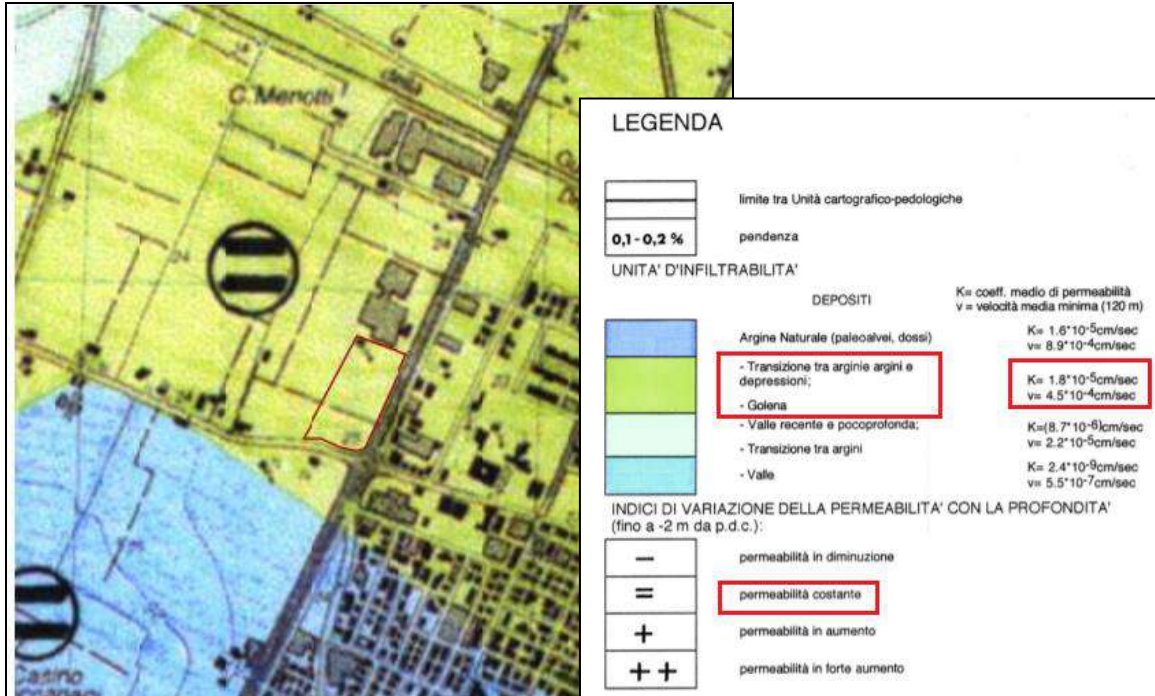 C. Menotti
Casino
LEGENDA
limite tra Unità cartografico-pedologiche
0,1-0,2 %
pendenza
UNITA' D'INFILTRABILITA'
DEPOSITI
K= coeff. medio di permeabilità
v = velocità media minima (120 m)
Argine Naturale (paleoalvei, dossi)
K= 1.6*10-5cm/sec
v= 8.9*10-4cm/sec
- Transizione tra arginie argini e
depressioni;
- Golena
K= 1.8*10-5cm/sec
v= 4.5*10-4cm/sec
- Valle recente e pocoprofonda;
- Transizione tra argini
K=(8.7*10-6)cm/sec
v= 2.2*10-5cm/sec
- Valle
K= 2.4*10-9cm/sec
v= 5.5*10-7cm/sec
INDICI DI VARIAZIONE DELLA PERMEABILITA' CON LA PROFONDITA'
(fino a -2 m da p.d.c.):
−
permeabilità in diminuzione
=
permeabilità costante
+
permeabilità in aumento
++
permeabilità in forte aumento